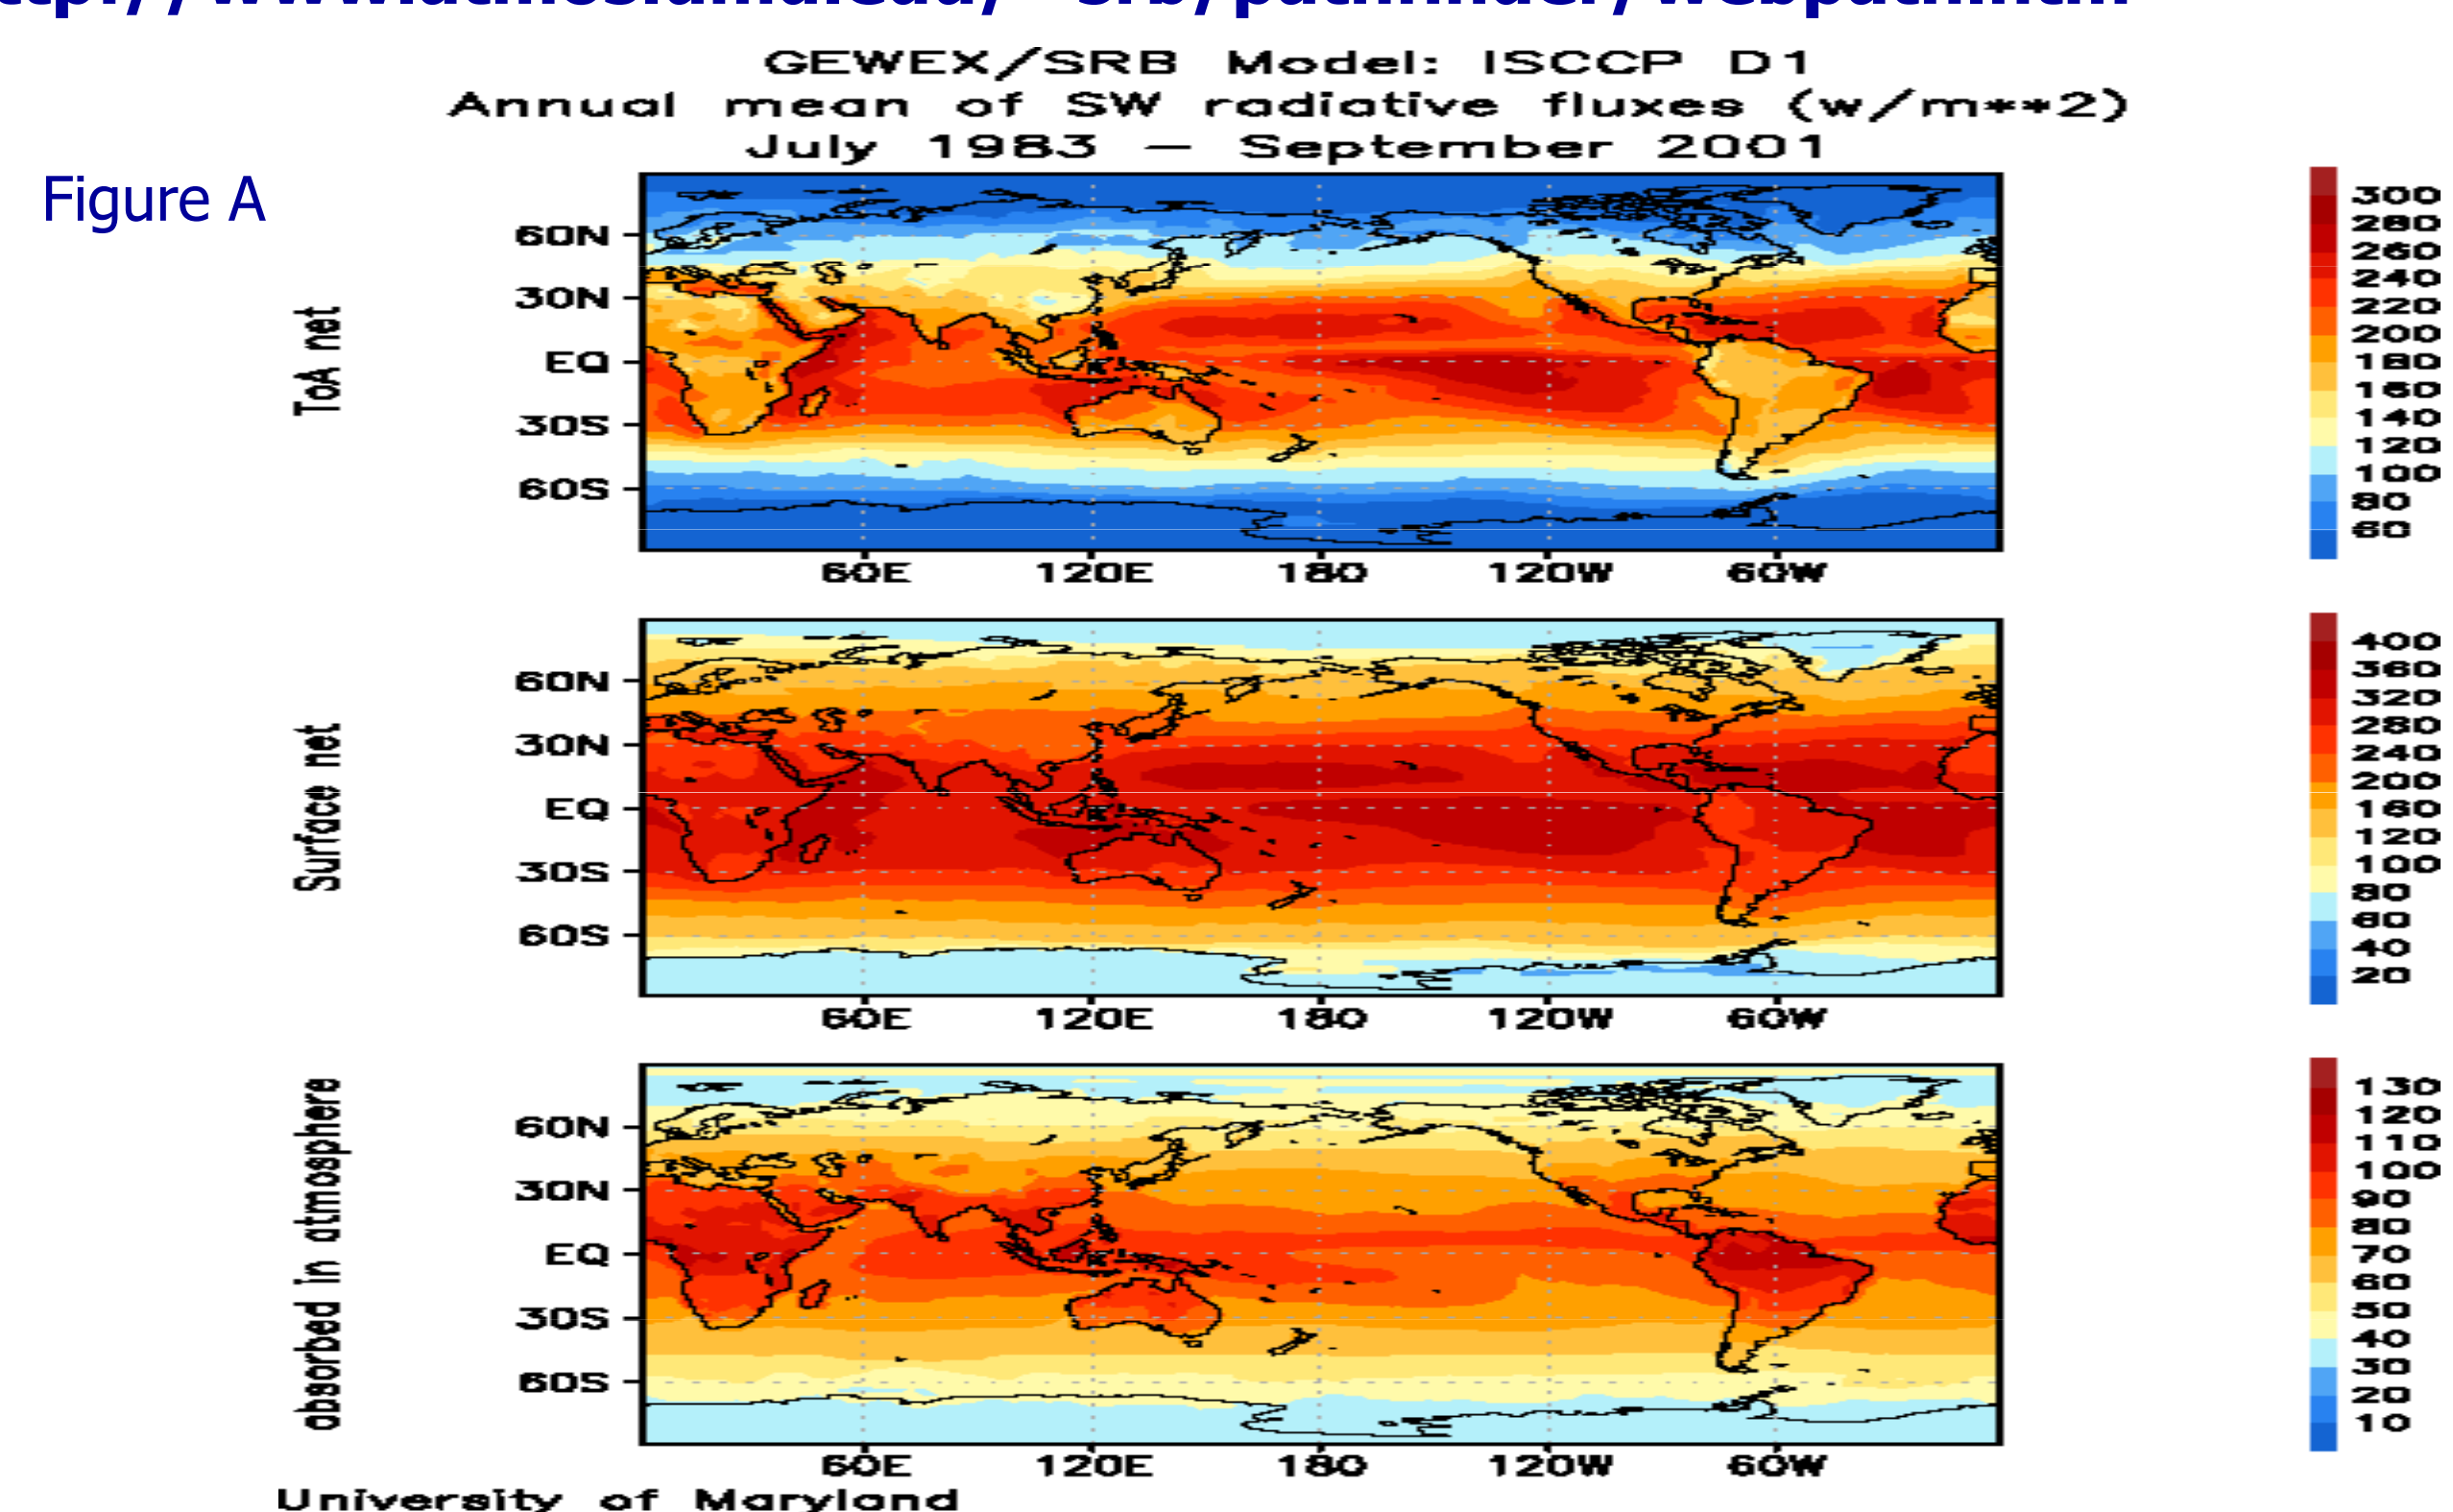 GEWEX/SRB Model: ISCCP D1
Annual mean of SW radiative fluxes (w/m**2)
July 1983 – September 2001
Figure A
ToA net
60N
30N
EQ
30S
60S
60E 120E 180 120W 60W
300
280
260
240
220
200
180
160
140
120
100
80
60
Surface net
60N
30N
EQ
30S
60S
60E 120E 180 120W 60W
400
360
320
280
240
200
160
120
100
80
60
40
20
absorbed in atmosphere
60N
30N
EQ
30S
60S
60E 120E 180 120W 60W
130
120
110
100
90
80
70
60
50
40
30
20
10
University of Maryland